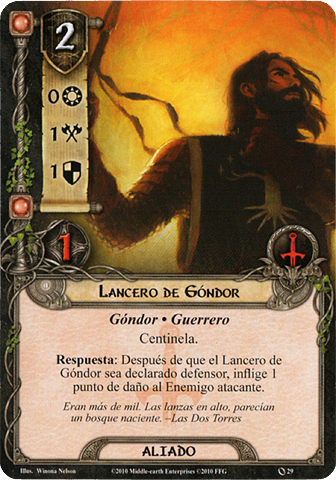 2
0
1
1
1
Lancero de Góndor
Góndor • Guerrero
Centinela.
Respuesta: Después de que el Lancero de
Góndor sea declarado defensor, inflige 1
punto de daño al Enemigo atacante.
Eran más de mil. Las lanzas en alto, parecían
un bosque naciente. –Las Dos Torres
ALIADO
Illus. Winona Nelson
©2010 Middle-earth Enterprises ©2010 FFG
29